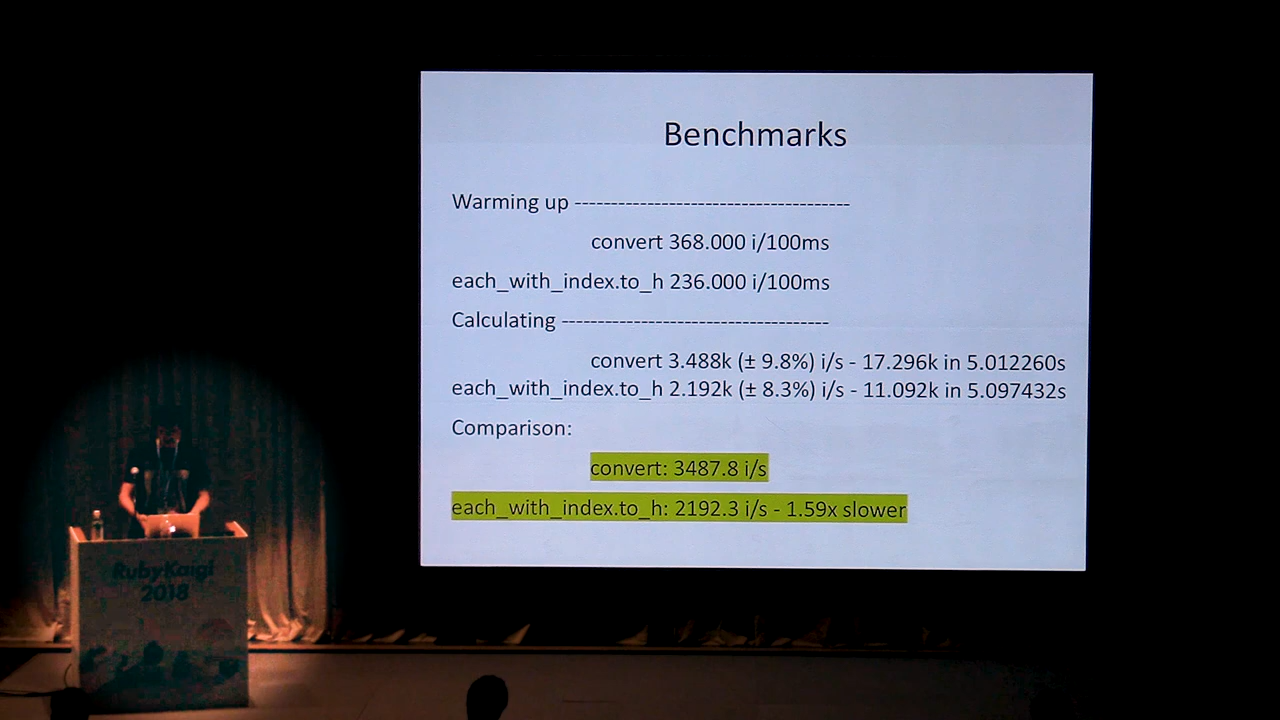 Benchmarks
Warming up -------------------------------------
convert 368.000 i/100ms
each_with_index.to_h 236.000 i/100ms
Calculating ------------------------------------
convert 3.488k (± 9.8%) i/s - 17.296k in 5.012260s
each_with_index.to_h 2.192k (± 8.3%) i/s - 11.092k in 5.097432s
Comparison:
convert: 3487.8 i/s
each_with_index.to_h: 2192.3 i/s - 1.59x slower
RubyKaigi
2018